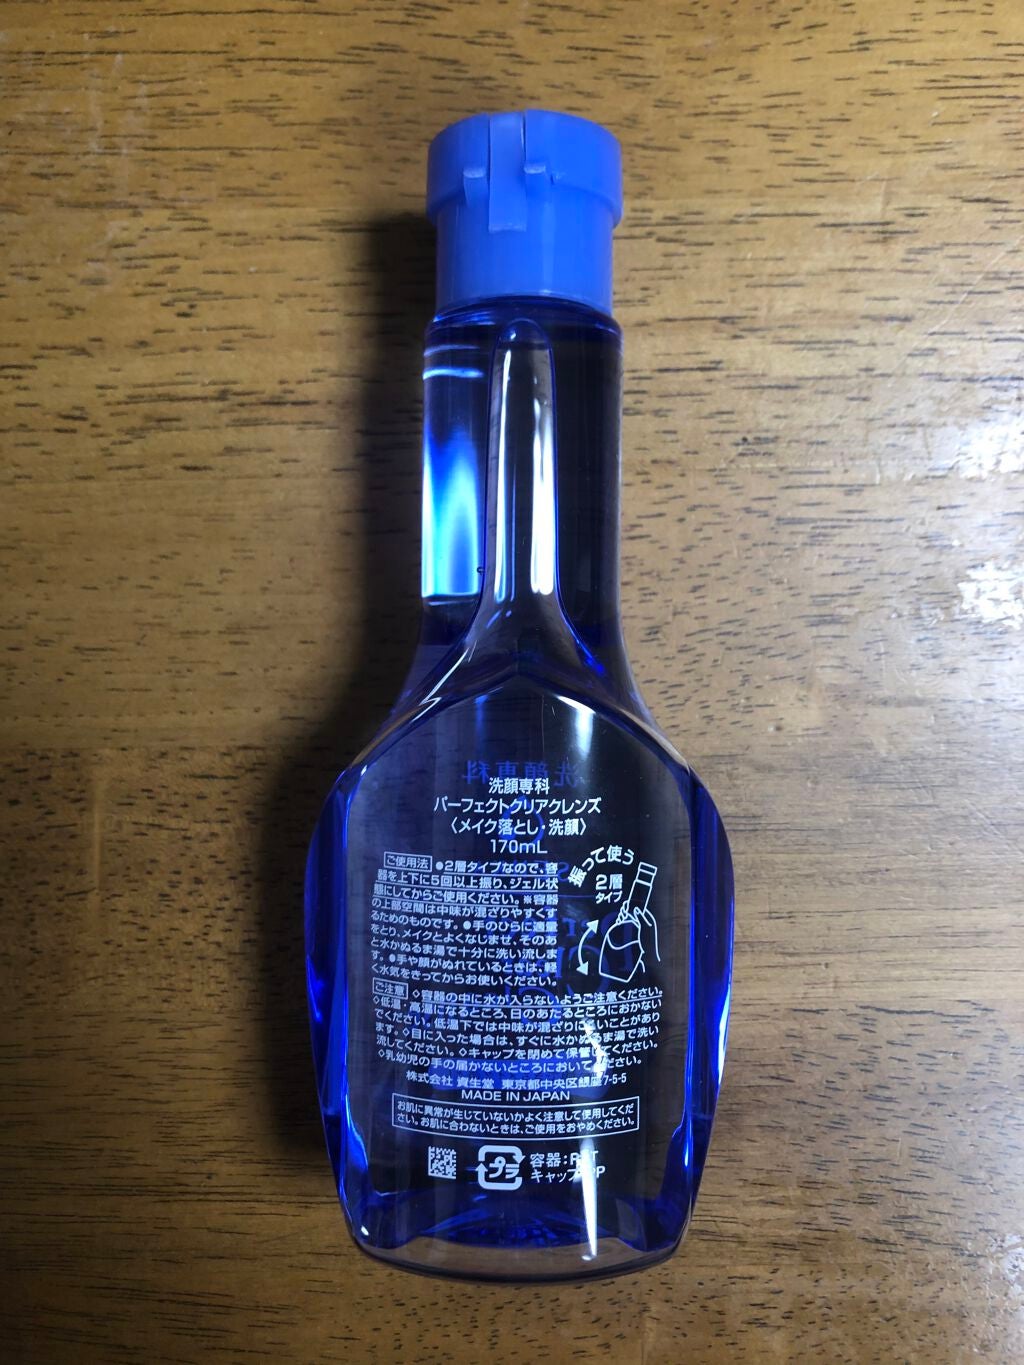 洗顔専科
パーフェクトクリアクレンズ
〈メイク落とし・洗顔〉
170mL
ご使用法 ●2層タイプなので、容
器を上下に5回以上振り、ジェル状
態にしてからご使用ください。※容器
の上部空間は中味が混ざりやすくす
るためのものです。●手のひらに適量
をとり、メイクとよくなじませ、そのあ
と水かぬるま湯で十分に洗い流しま
す。●手や顔がぬれているときは、軽
く水気をきってからお使いください。
振って使う
2層
タイプ
ご注意 ◇容器の中に水が入らないようご注意ください。
◇低温・高温になるところ、日のあたるところにおかない
でください。低温下では中味が混ざりにくいことがあり
ます。◇目に入った場合は、すぐに水かぬるま湯で洗い
流してください。◇キャップを閉めて保管してください。
◇乳幼児の手の届かないところにおいてください。
株式会社 資生堂 東京都中央区銀座7-5-5
MADE IN JAPAN
お肌に異常が生じていないかよく注意して使用してくだ
さい。お肌に合わないときは、ご使用をおやめください。
プラ
容器：PET
キャップ：PP
洗顔専科